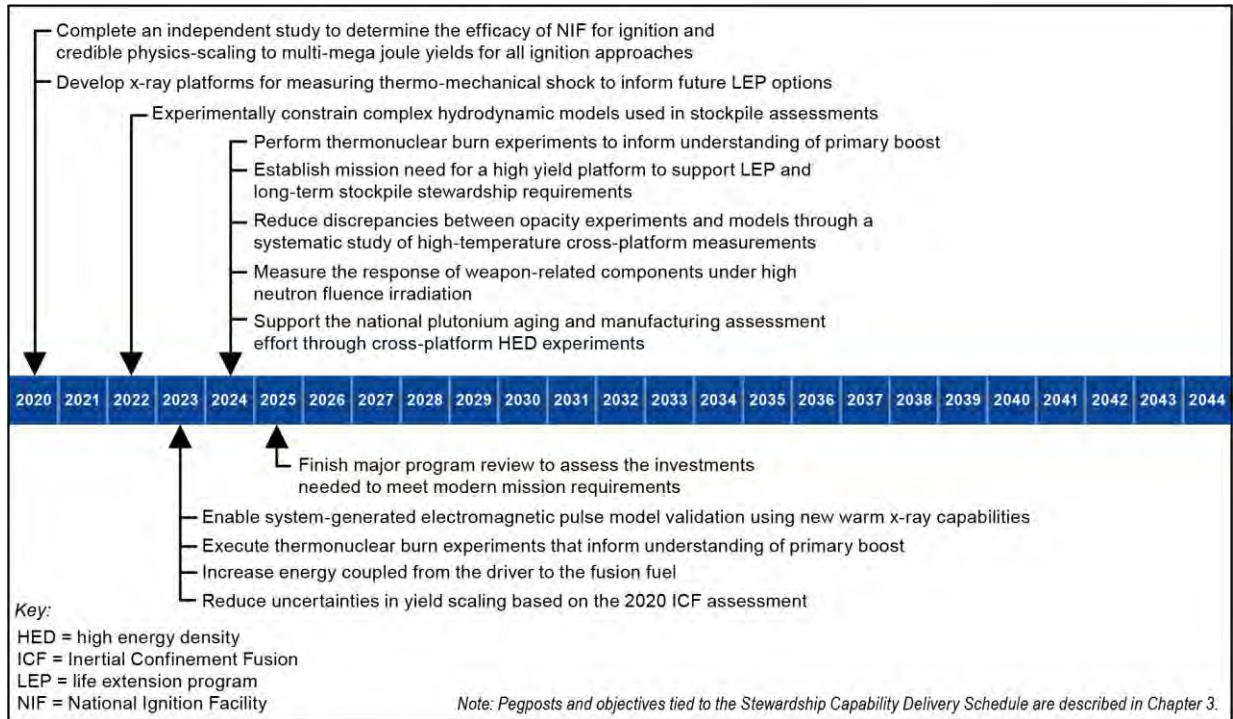 Complete an independent study to determine the efficacy of NIF for ignition and
credible physics-scaling to multi-mega joule yields for all ignition approaches
Develop x-ray platforms for measuring thermo-mechanical shock to inform future LEP options
Experimentally constrain complex hydrodynamic models used in stockpile assessments
Perform thermonuclear burn experiments to inform understanding of primary boost
Establish mission need for a high yield platform to support LEP and
long-term stockpile stewardship requirements
Reduce discrepancies between opacity experiments and models through a
systematic study of high-temperature cross-platform measurements
Measure the response of weapon-related components under high
neutron fluence irradiation
Support the national plutonium aging and manufacturing assessment
effort through cross-platform HED experiments
2020 2021 2022 2023 2024 2025 2026 2027 2028 2029 2030 2031 2032 2033 2034 2035 2036 2037 2038 2039 2040 2041 2042 2043 2044
Finish major program review to assess the investments
needed to meet modern mission requirements
Enable system-generated electromagnetic pulse model validation using new warm x-ray capabilities
Execute thermonuclear burn experiments that inform understanding of primary boost
Increase energy coupled from the driver to the fusion fuel
Reduce uncertainties in yield scaling based on the 2020 ICF assessment
Key:
HED = high energy density
ICF = Inertial Confinement Fusion
LEP = life extension program
NIF = National Ignition Facility
Note: Pegposts and objectives tied to the Stewardship Capability Delivery Schedule are described in Chapter 3.